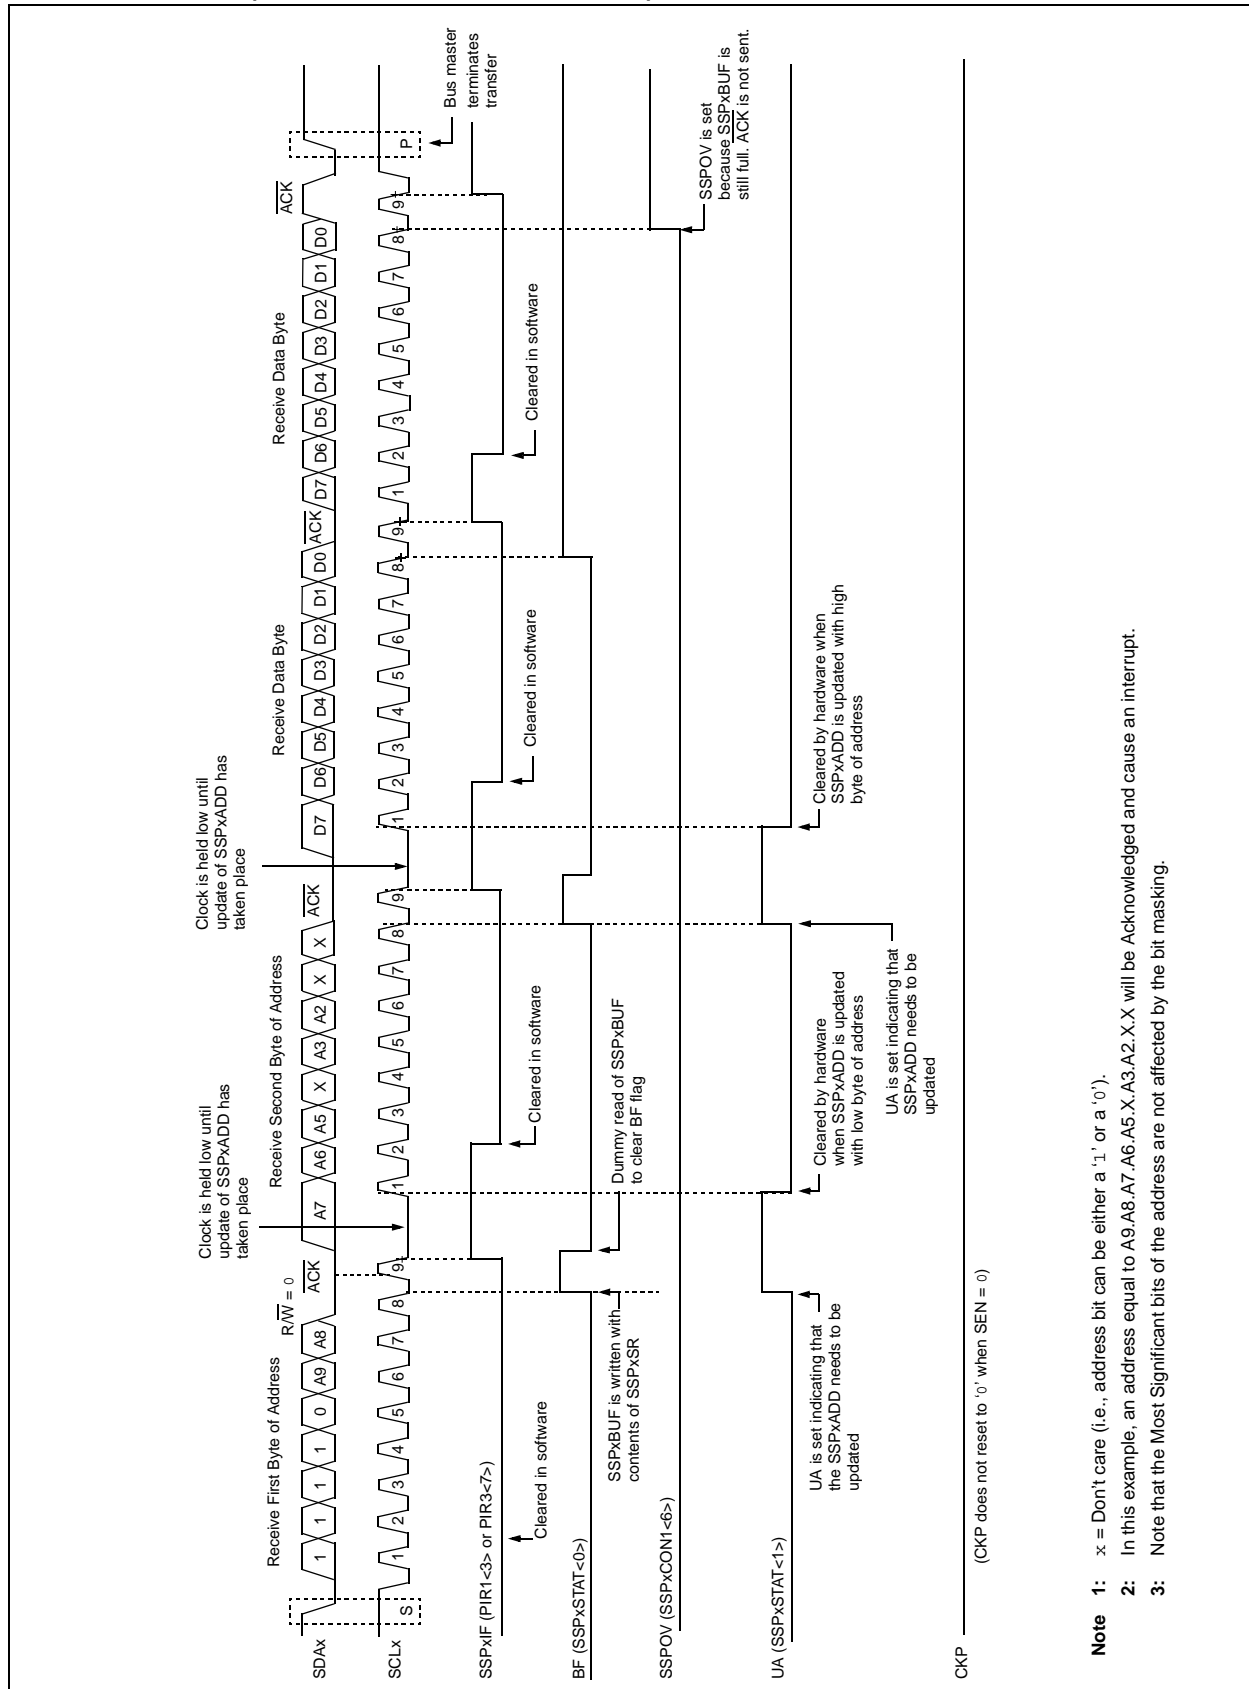 Receive First Byte of Address
R/W = 0
ACK
Clock is held low until
update of SSPxADD has
taken place
Receive Second Byte of Address
ACK
Clock is held low until
update of SSPxADD has
taken place
Receive Data Byte
ACK
Receive Data Byte
ACK
SDAx
1 1 1 1 0 A9 A8 A7 A6 A5 X A3 A2 X X D7 D6 D5 D4 D3 D2 D1 D0 D7 D6 D5 D4 D3 D2 D1 D0
SCLx
S 1 2 3 4 5 6 7 8 9 1 2 3 4 5 6 7 8 9 1 2 3 4 5 6 7 8 9 1 2 3 4 5 6 7 8 9 P
Bus master
terminates
transfer
SSPxIF (PIR1<3> or PIR3<7>)
Cleared in software
Cleared in software
Cleared in software
Cleared in software
BF (SSPxSTAT<0>)
SSPxBUF is written with
contents of SSPxSR
Dummy read of SSPxBUF
to clear BF flag
SSPOV (SSPxCON1<6>)
SSPOV is set
because SSPxBUF is
still full. ACK is not sent.
UA (SSPxSTAT<1>)
UA is set indicating that
the SSPxADD needs to be
updated
Cleared by hardware
when SSPxADD is updated
with low byte of address
UA is set indicating that
SSPxADD needs to be
updated
Cleared by hardware when
SSPxADD is updated with high
byte of address
CKP
(CKP does not reset to ‘0’ when SEN = 0)
Note 1: x = Don’t care (i.e., address bit can be either a ‘1’ or a ‘0’).
2: In this example, an address equal to A9.A8.A7.A6.A5.X.A3.A2.X.X will be Acknowledged and cause an interrupt.
3: Note that the Most Significant bits of the address are not affected by the bit masking.